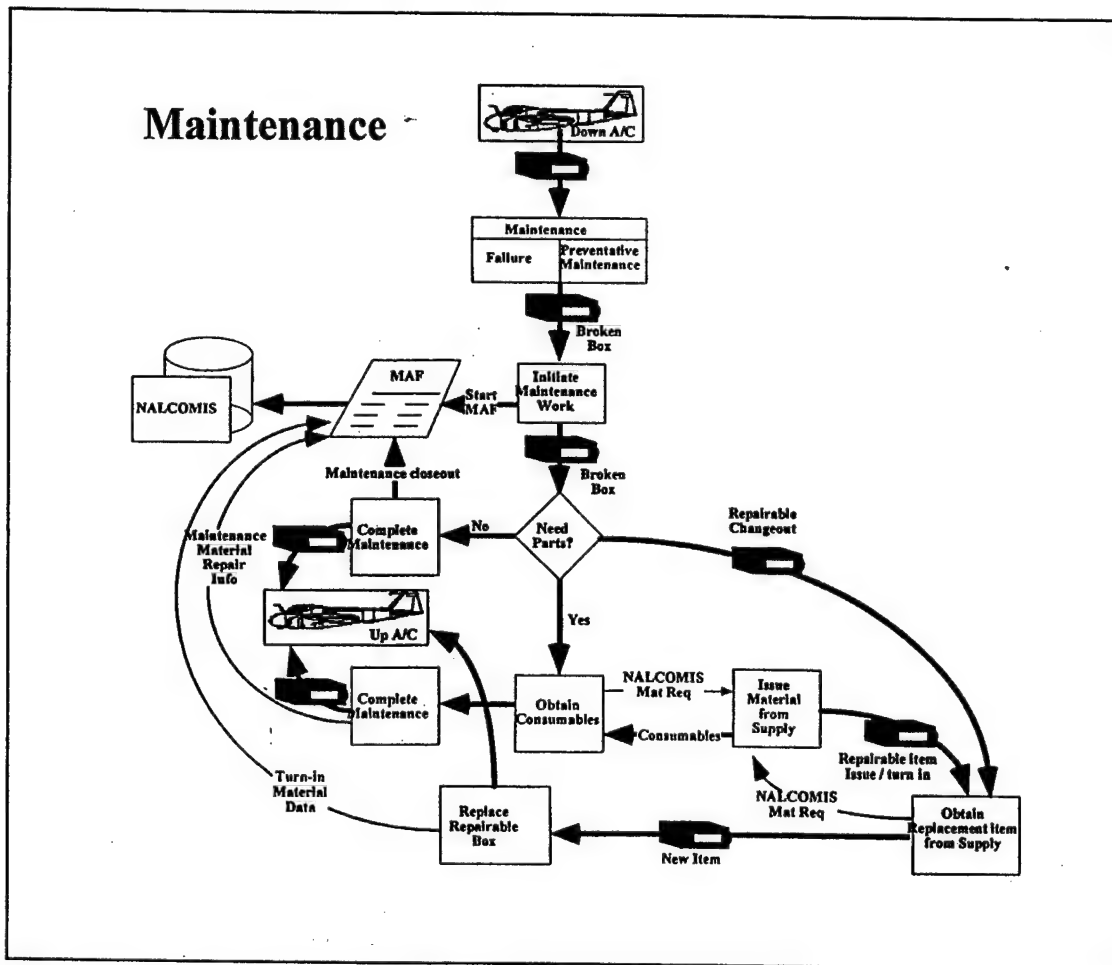 Maintenance
Down A/C
Maintenance
Failure
Preventative
Maintenance
Broken
Box
Initiate
Maintenance
Work
Start
MAF
MAF
NALCOMIS
Broken
Box
Maintenance closeout
Need
Parts?
No
Complete
Maintenance
Repairable
Changeout
Maintenance
Material
Repair
Info
Up A/C
Yes
Complete
Maintenance
Obtain
Consumables
NALCOMIS
Mat Req
Consumables
Issue
Material
from
Supply
Repairable Item
Issue / turn in
NALCOMIS
Mat Req
Turn-in
Material
Data
Replace
Repairable
Box
New Item
Obtain
Replacement item
from Supply